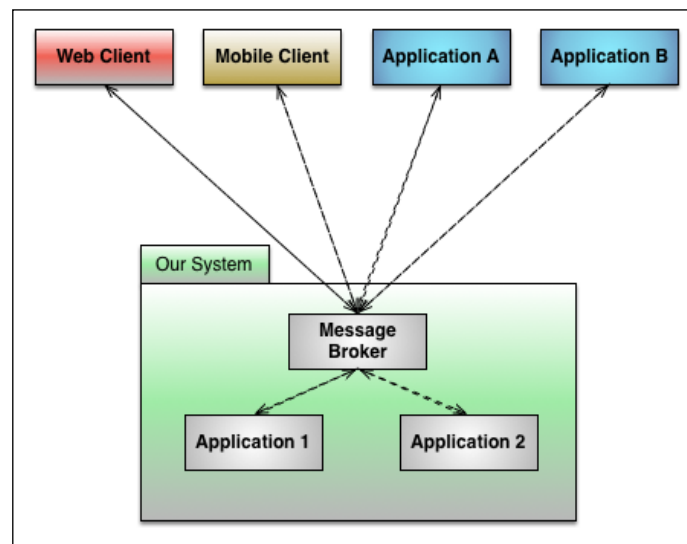 Web Client
Mobile Client
Application A
Application B
Our System
Message
Broker
Application 1
Application 2